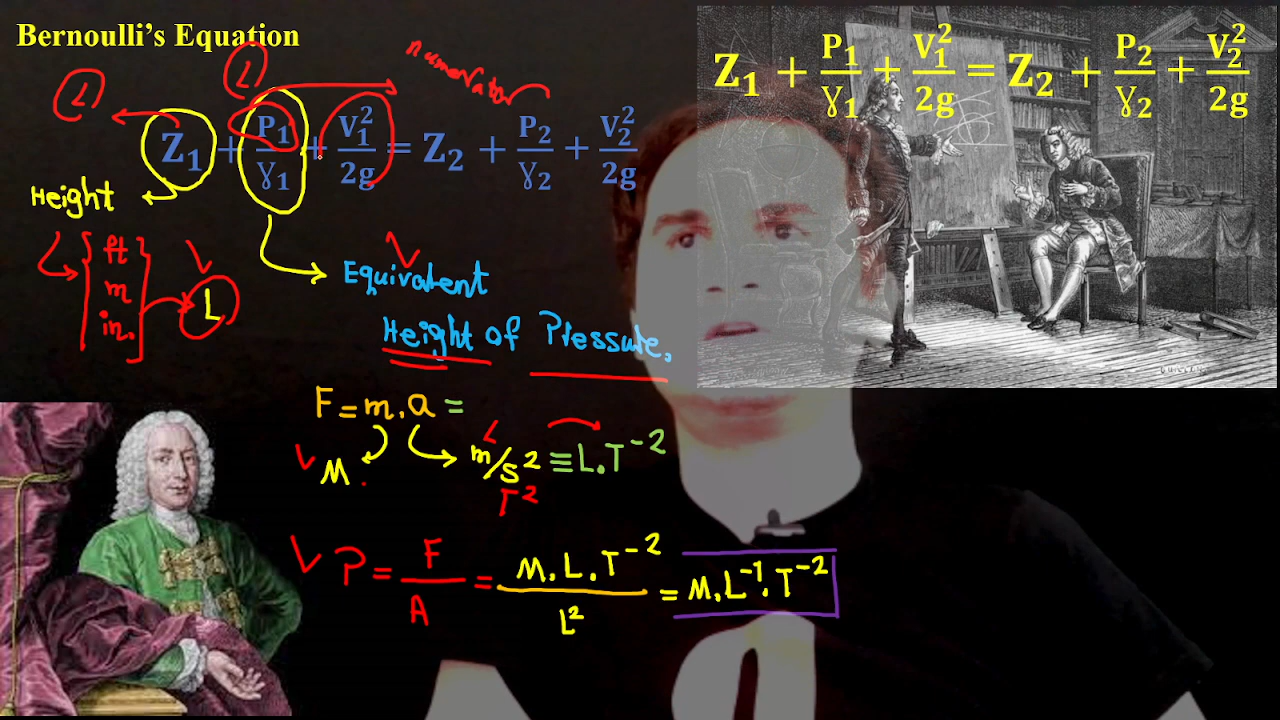 Bernoulli's Equation
Z₁ + P₁/γ₁ + V₁²/2g = Z₂ + P₂/γ₂ + V₂²/2g
L
L
numerator
Z₁ + P₁/γ₁ + V₁²/2g = Z₂ + P₂/γ₂ + V₂²/2g
Height
ft
m
in.
L
Equivalent
Height of Pressure.
F = m.a =
M
m/s² ≡ L.T⁻²
L
T²
P = F/A = M.L.T⁻²/L² = M.L⁻¹.T⁻²